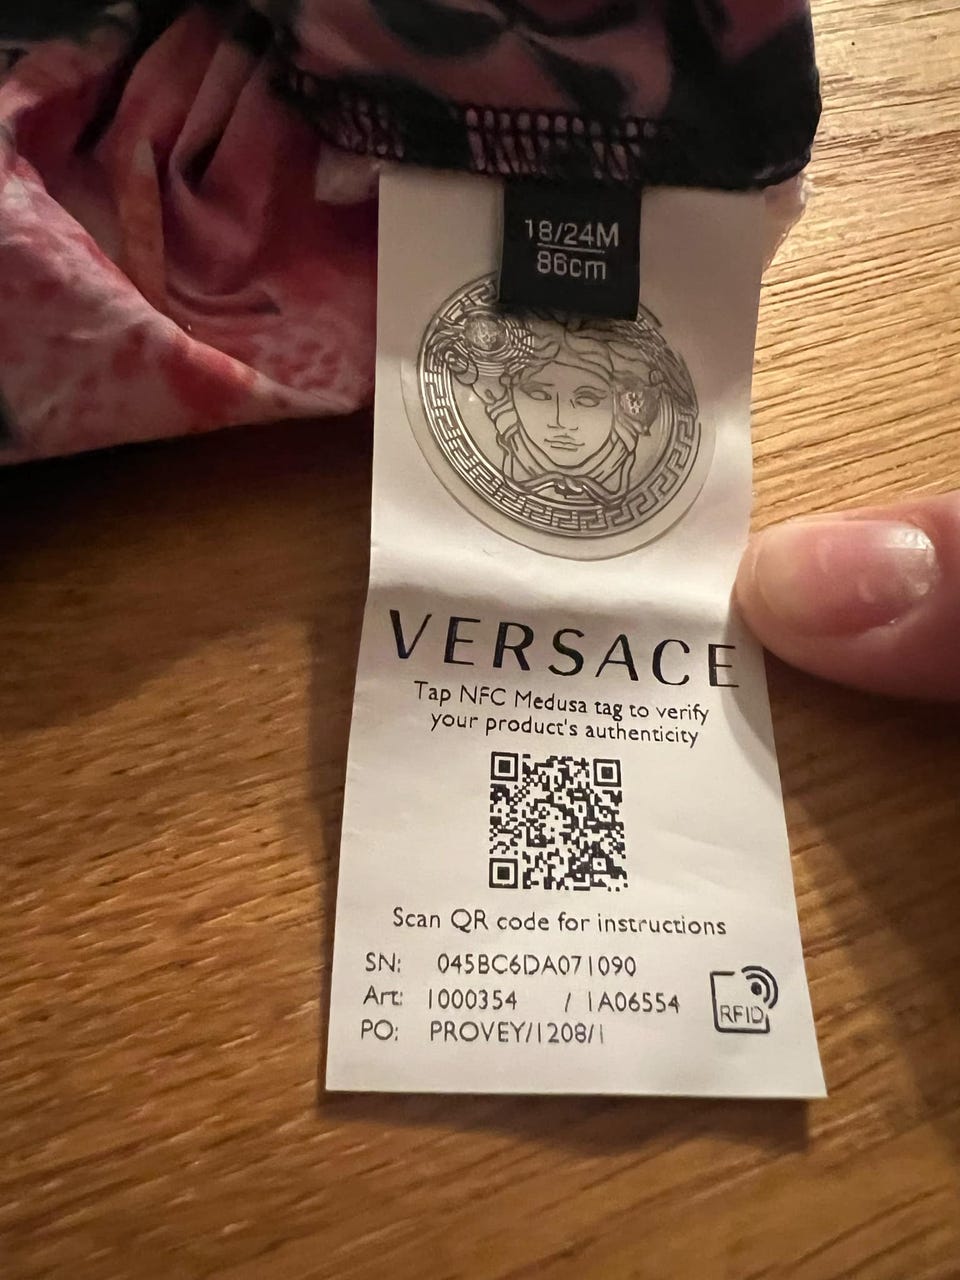 18/24M
86cm
VERSACE
Tap NFC Medusa tag to verify
your product's authenticity
Scan QR code for instructions
SN: 045BC6DA071090
Art: 1000354 / 1A06554
PO: PROVEY/1208/1
RFID